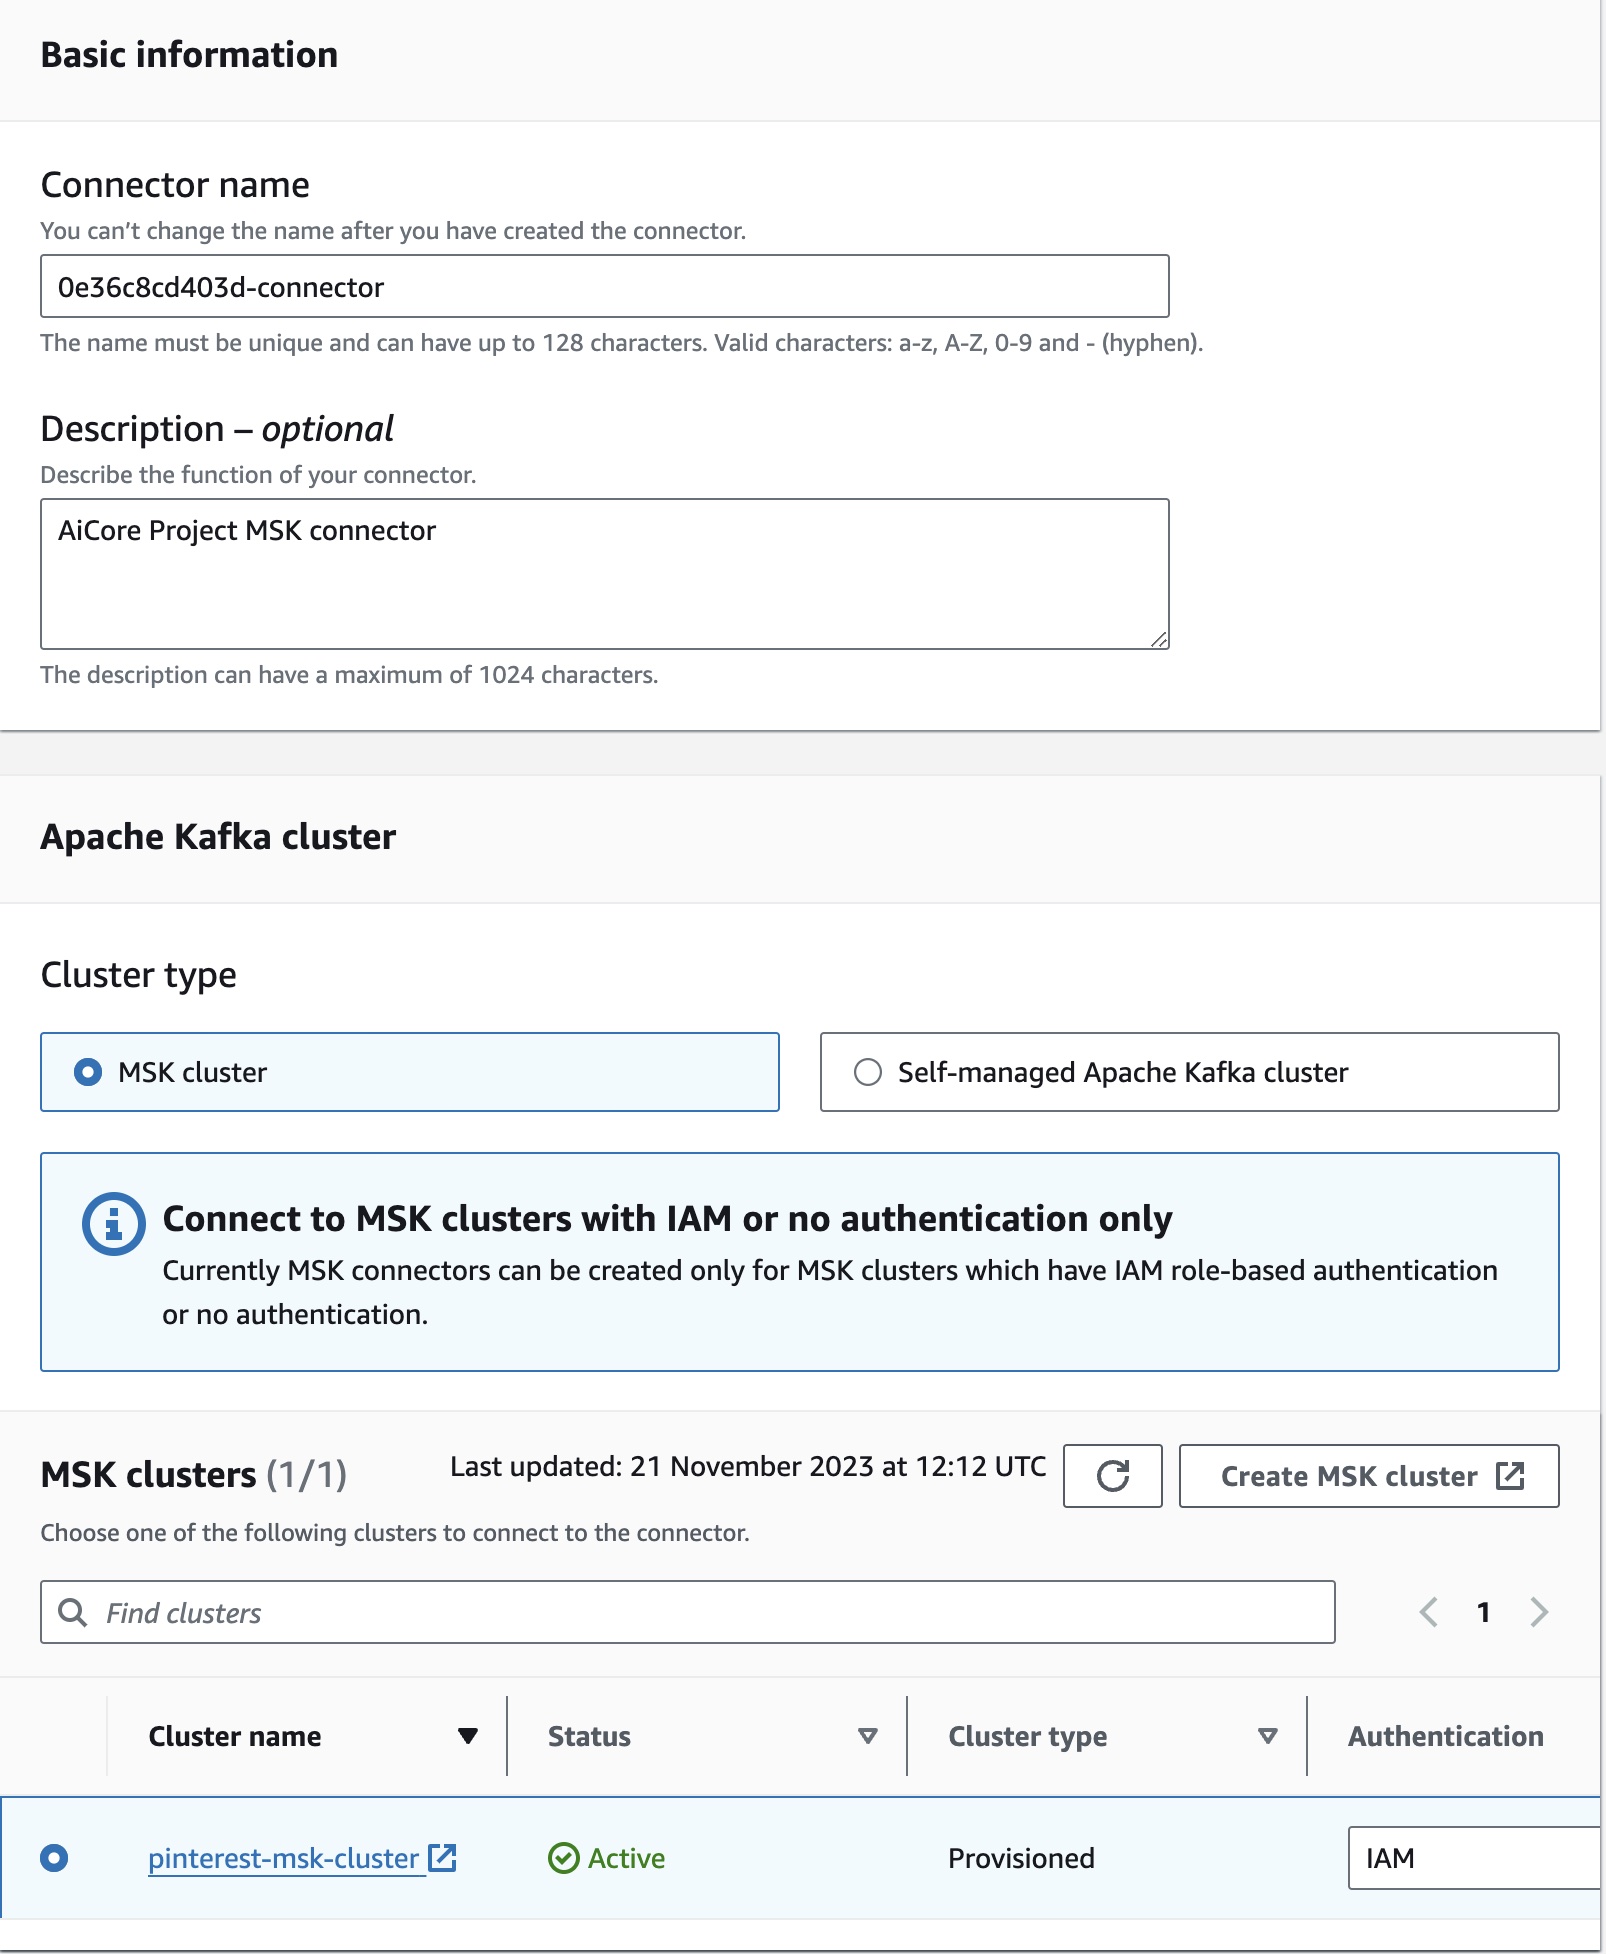 Basic information
Connector name
You can’t change the name after you have created the connector.
0e36c8cd403d-connector
The name must be unique and can have up to 128 characters. Valid characters: a-z, A-Z, 0-9 and - (hyphen).
Description – optional
Describe the function of your connector.
AiCore Project MSK connector
The description can have a maximum of 1024 characters.
Apache Kafka cluster
Cluster type
MSK cluster
Self-managed Apache Kafka cluster
Connect to MSK clusters with IAM or no authentication only
Currently MSK connectors can be created only for MSK clusters which have IAM role-based authentication
or no authentication.
MSK clusters (1/1)
Last updated: 21 November 2023 at 12:12 UTC
Create MSK cluster
Choose one of the following clusters to connect to the connector.
Find clusters
1
Cluster name Status Cluster type Authentication
pinterest-msk-cluster Active Provisioned IAM